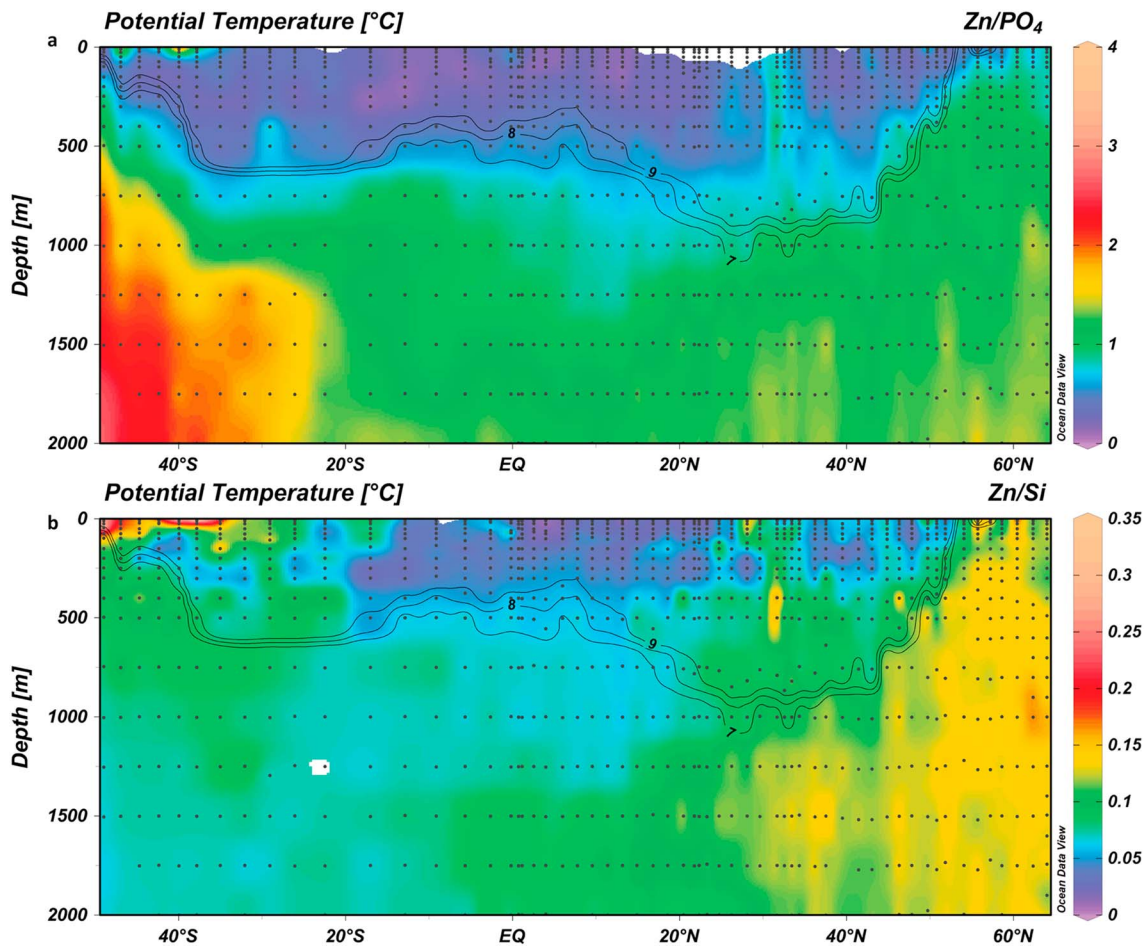 Potential Temperature [°C] Zn/PO4
a
0
500
1000
1500
2000
Depth [m]
8
9
7
4
3
2
1
0
Ocean Data View
40°S 20°S EQ 20°N 40°N 60°N
Potential Temperature [°C] Zn/Si
b
0
500
1000
1500
2000
Depth [m]
8
9
7
0.35
0.3
0.25
0.2
0.15
0.1
0.05
0
Ocean Data View
40°S 20°S EQ 20°N 40°N 60°N